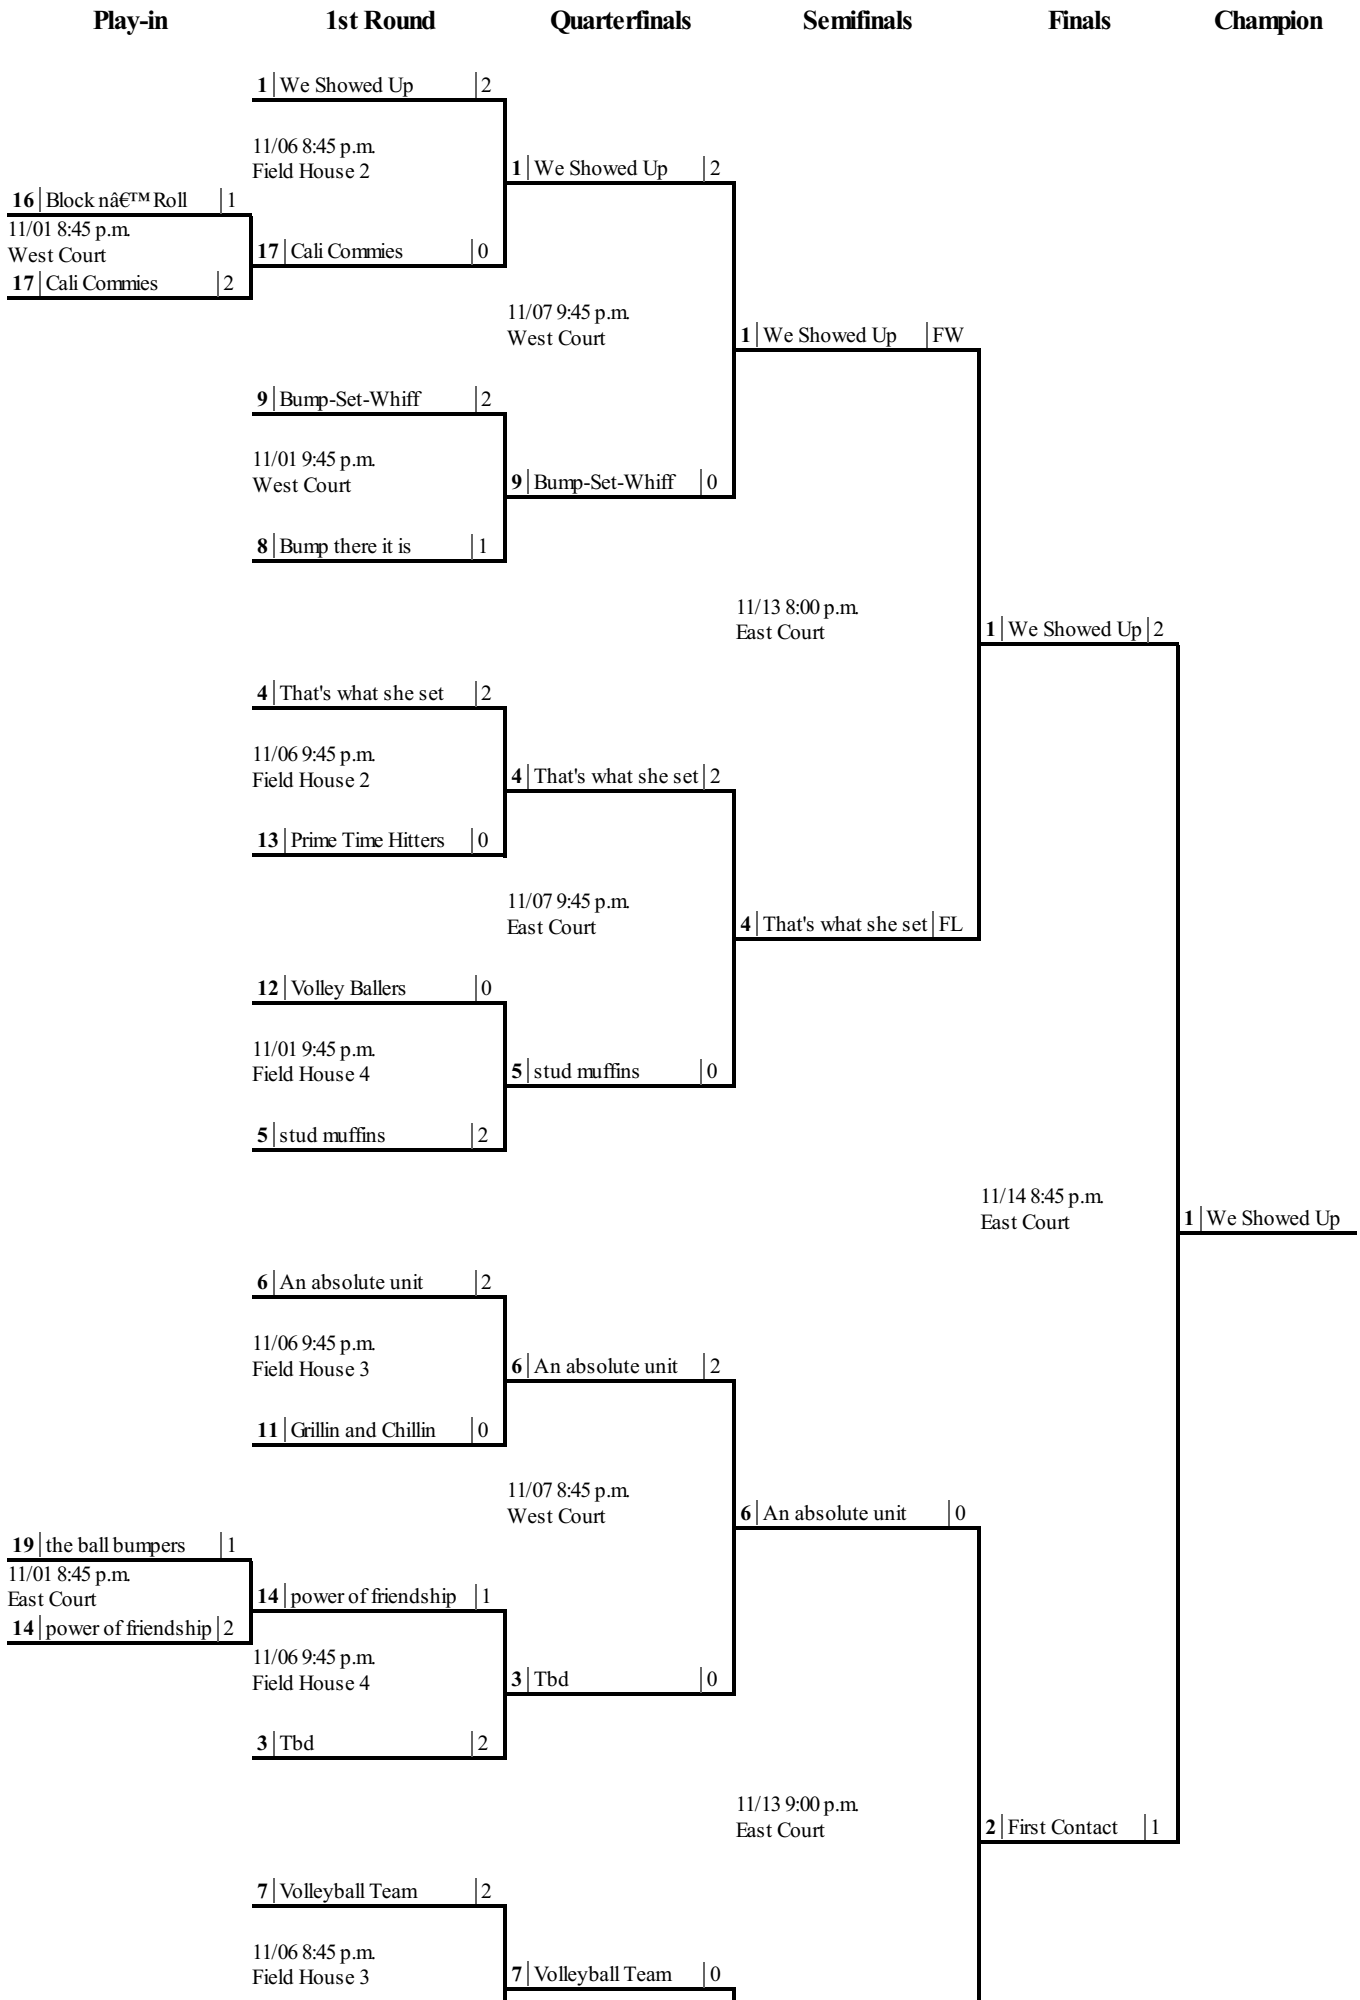 Play-in 1st Round Quarterfinals Semifinals Finals Champion
1 We Showed Up 2
11/06 8:45 p.m.
Field House 2
1 We Showed Up 2
16 Block nâ€™ Roll 1
11/01 8:45 p.m.
West Court
17 Cali Commies 2
17 Cali Commies 0
11/07 9:45 p.m.
West Court
1 We Showed Up FW
9 Bump-Set-Whiff 2
11/01 9:45 p.m.
West Court
9 Bump-Set-Whiff 0
8 Bump there it is 1
11/13 8:00 p.m.
East Court
1 We Showed Up 2
4 That's what she set 2
11/06 9:45 p.m.
Field House 2
4 That's what she set 2
13 Prime Time Hitters 0
11/07 9:45 p.m.
East Court
4 That's what she set FL
12 Volley Ballers 0
11/01 9:45 p.m.
Field House 4
5 stud muffins 0
5 stud muffins 2
11/14 8:45 p.m.
East Court
1 We Showed Up
6 An absolute unit 2
11/06 9:45 p.m.
Field House 3
6 An absolute unit 2
11 Grillin and Chillin 0
11/07 8:45 p.m.
West Court
6 An absolute unit 0
19 the ball bumpers 1
11/01 8:45 p.m.
East Court
14 power of friendship 2
14 power of friendship 1
11/06 9:45 p.m.
Field House 4
3 Tbd 0
3 Tbd 2
11/13 9:00 p.m.
East Court
2 First Contact 1
7 Volleyball Team 2
11/06 8:45 p.m.
Field House 3
7 Volleyball Team 0